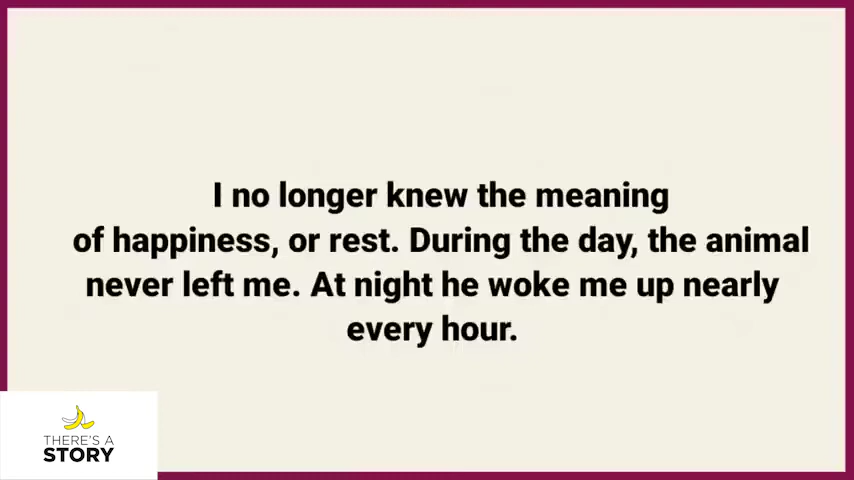 I no longer knew the meaning
of happiness, or rest. During the day, the animal
never left me. At night he woke me up nearly
every hour.
THERE'S A
STORY